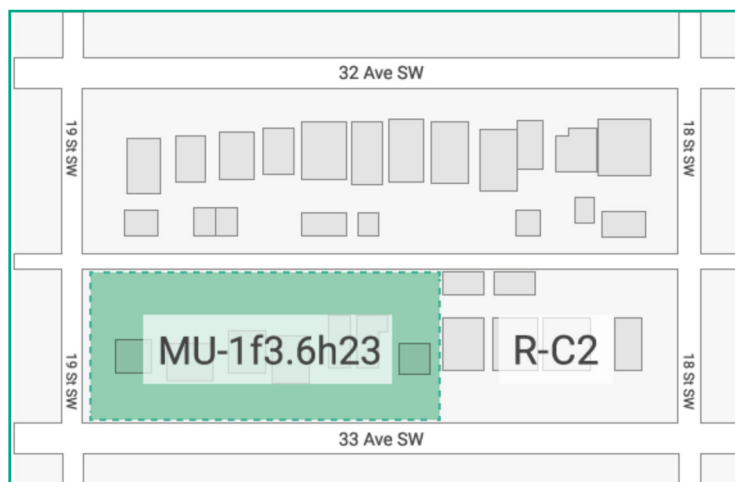 32 Ave SW
19 St SW
18 St SW
MU-1f3.6h23
R-C2
19 St SW
18 St SW
33 Ave SW